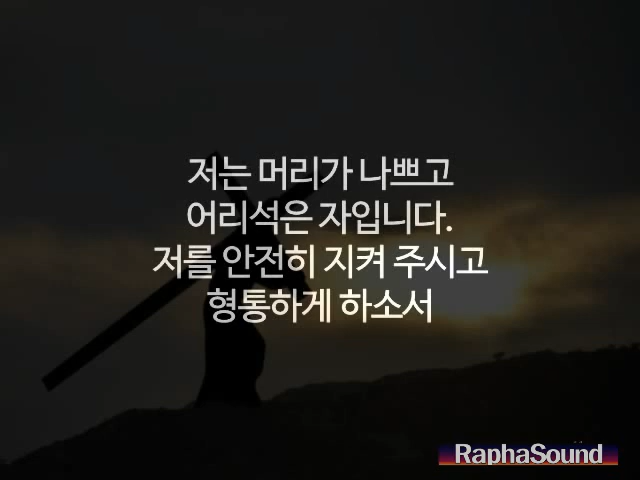 저는 머리가 나쁘고
어리석은 자입니다.
저를 안전히 지켜 주시고
형통하게 하소서
RaphaSound